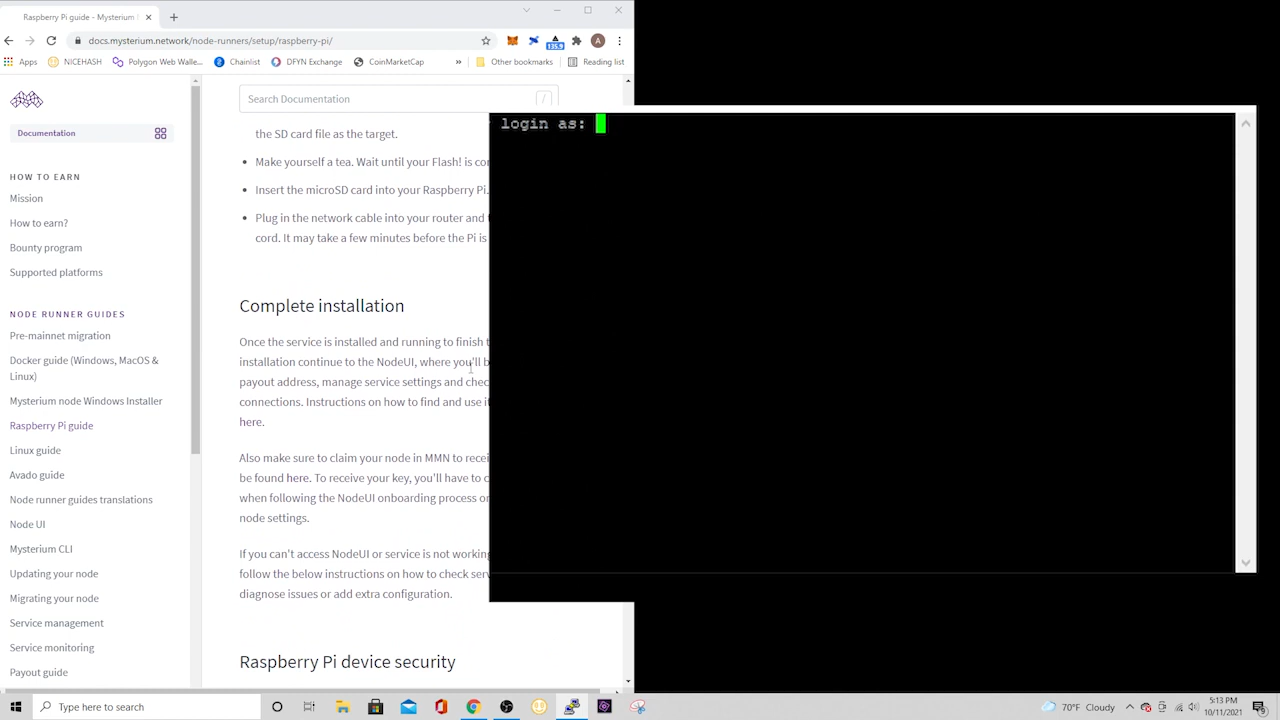 Raspberry Pi guide - Mysterium
docs.mysterium.network/node-runners/setup/raspberry-pi/
135.9
A
Apps
NICEHASH
Polygon Web Walle...
Chainlist
DFYN Exchange
CoinMarketCap
»
Other bookmarks
Reading list
Search Documentation
/
Documentation
HOW TO EARN
Mission
How to earn?
Bounty program
Supported platforms
NODE RUNNER GUIDES
Pre-mainnet migration
Docker guide (Windows, MacOS &
Linux)
Mysterium node Windows Installer
Raspberry Pi guide
Linux guide
Avado guide
Node runner guides translations
Node UI
Mysterium CLI
Updating your node
Migrating your node
Service management
Service monitoring
Payout guide
the SD card file as the target.
Make yourself a tea. Wait until your Flash! is
Insert the microSD card into your Raspberry Pi.
Plug in the network cable into your router and
cord. It may take a few minutes before the Pi is
Complete installation
Once the service is installed and running to finish
installation continue to the NodeUI, where you'll
payout address, manage service settings and
connections. Instructions on how to find and use
here.
Also make sure to claim your node in MMN to
be found here. To receive your key, you'll have to
when following the NodeUI onboarding process
node settings.
If you can't access NodeUI or service is not working
follow the below instructions on how to check
diagnose issues or add extra configuration.
Raspberry Pi device security
login as:
Type here to search
70°F Cloudy
5:13 PM
10/11/2021